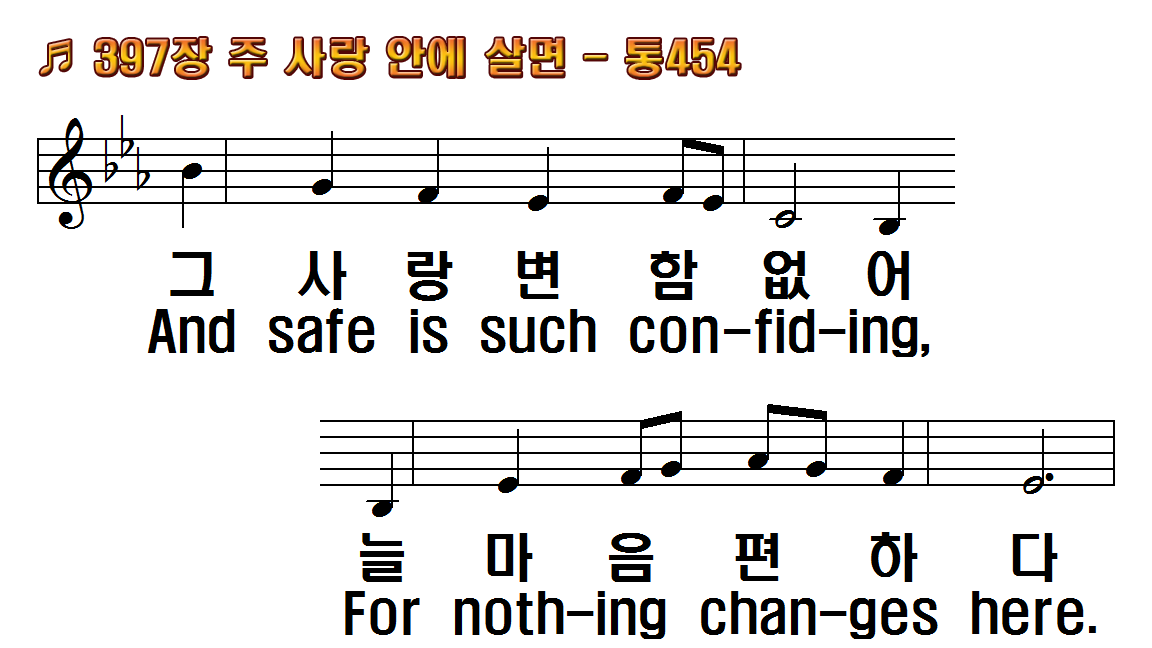 ♬ 397장 주 사랑 안에 살면 - 통454
그 사 랑 변 함 없 어
And safe is such con-fid-ing,
늘 마 음 편 하 다
For noth-ing chan-ges here.